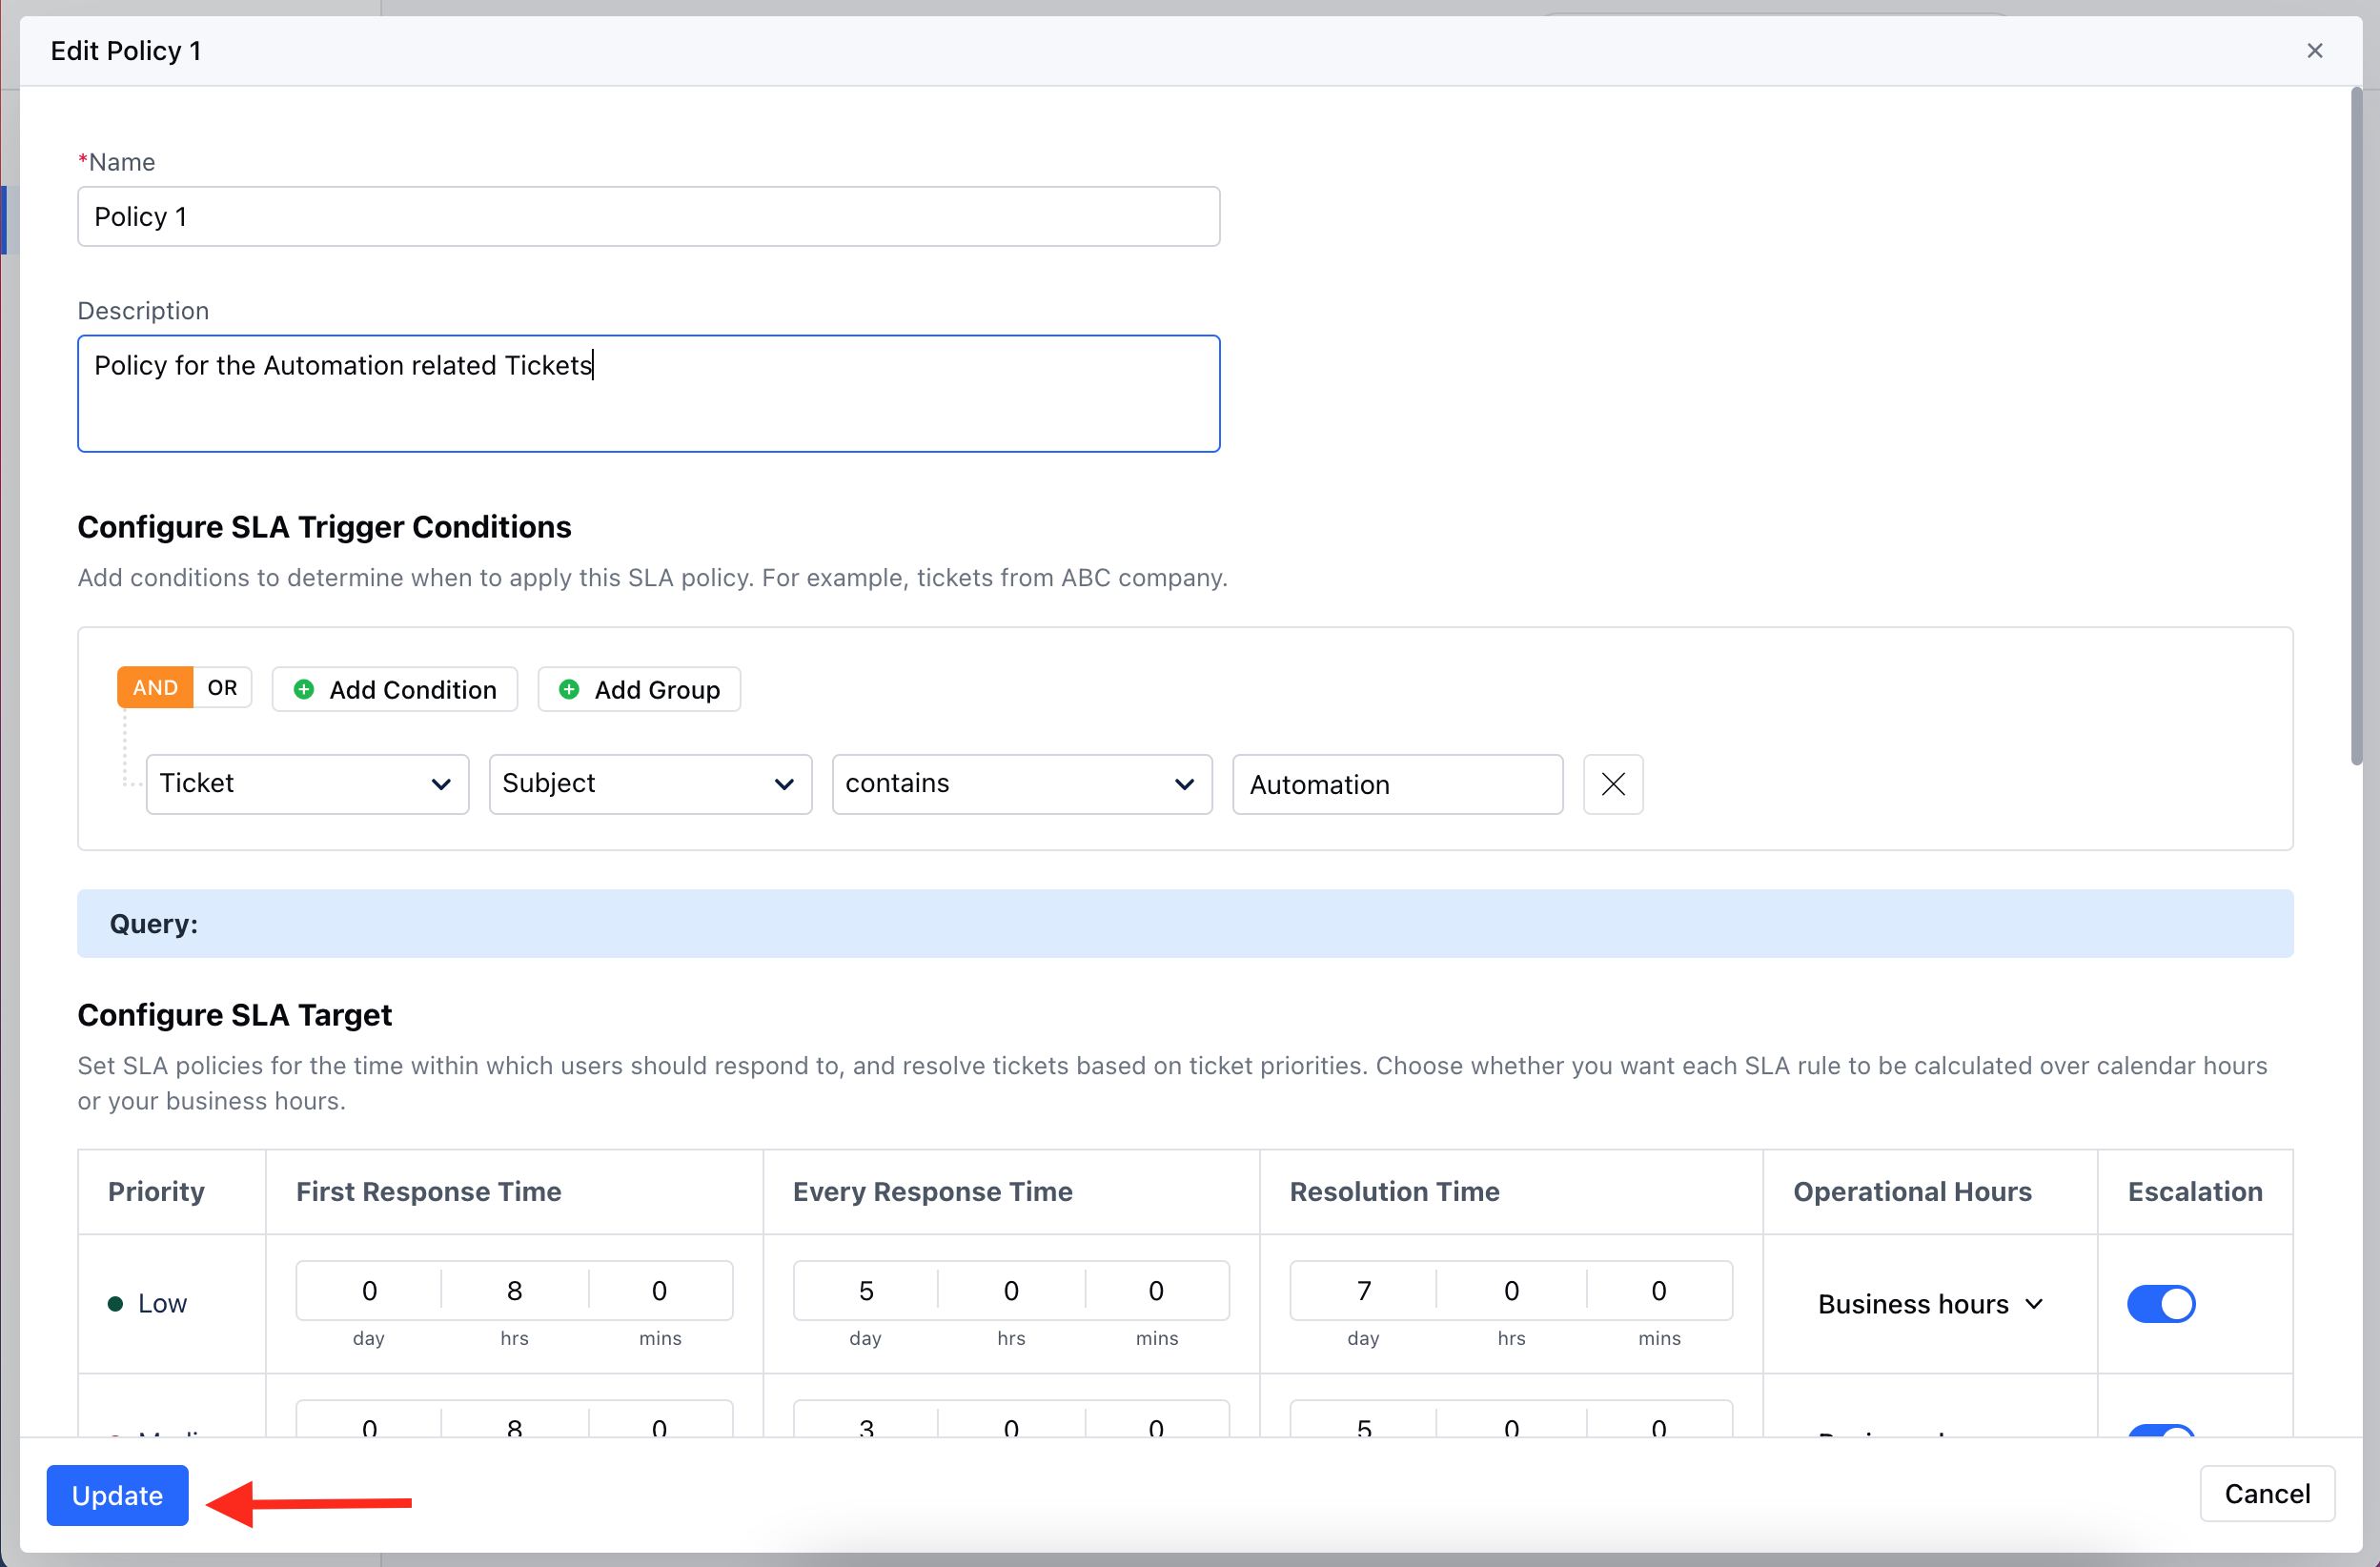 Edit Policy 1
*Name
Policy 1
Description
Policy for the Automation related Tickets
Configure SLA Trigger Conditions
Add conditions to determine when to apply this SLA policy. For example, tickets from ABC company.
AND OR Add Condition Add Group
Ticket Subject contains Automation
Query:
Configure SLA Target
Set SLA policies for the time within which users should respond to, and resolve tickets based on ticket priorities. Choose whether you want each SLA rule to be calculated over calendar hours
or your business hours.
Priority First Response Time Every Response Time Resolution Time Operational Hours Escalation
Low 0 8 0 5 0 0 7 0 0 Business hours
day hrs mins day hrs mins day hrs mins
0 8 0 3 0 0 5 0 0
Update Cancel